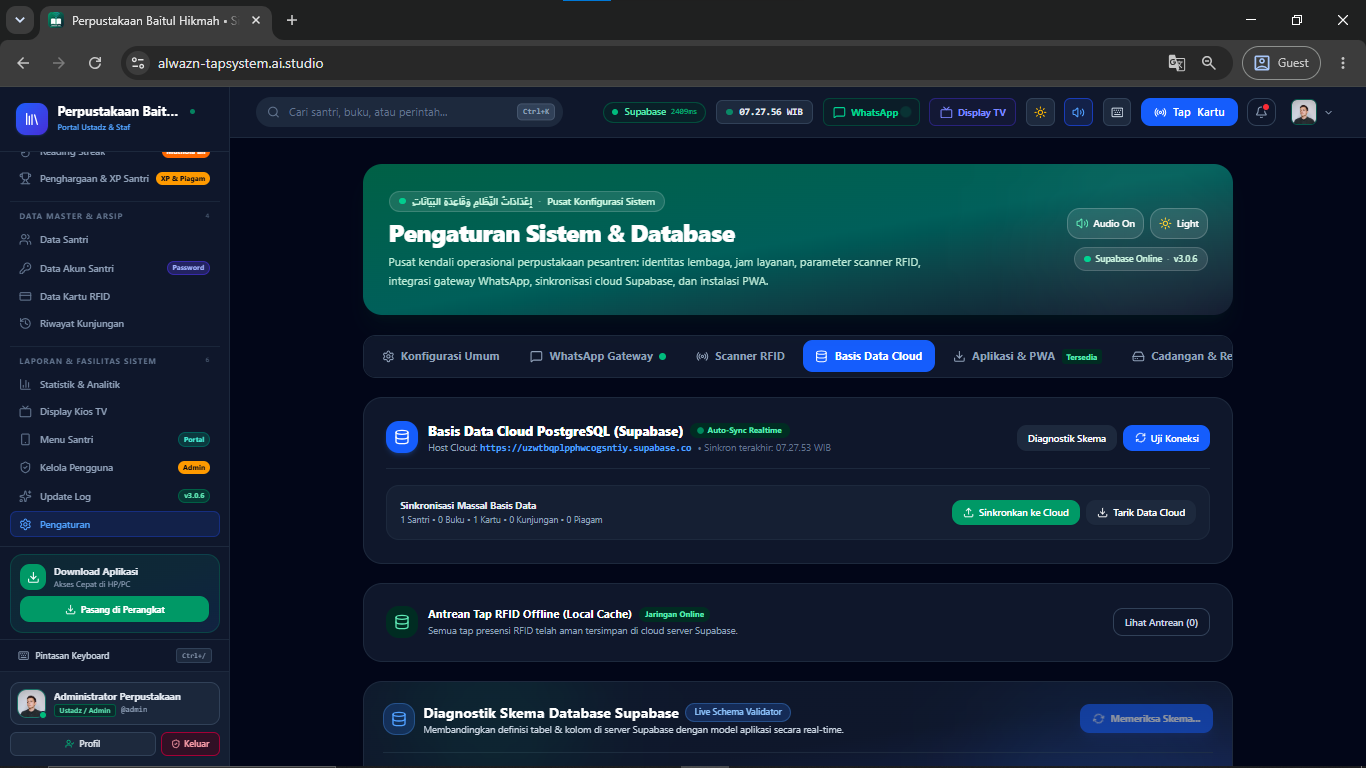 Perpustakaan Baitul Hikmah • S
alwazn-tapsystem.ai.studio
Guest
Perpustakaan Bait...
Portal Ustadz & Staf
Cari santri, buku, atau perintah...
Ctrl+K
Supabase 2409ms
07.27.56 WIB
WhatsApp
Display TV
Tap Kartu
Reading Streak
Penghargaan & XP Santri
XP & Piagam
DATA MASTER & ARSIP
4
Data Santri
Data Akun Santri
Password
Data Kartu RFID
Riwayat Kunjungan
LAPORAN & FASILITAS SISTEM
6
Statistik & Analitik
Display Kios TV
Menu Santri
Portal
Kelola Pengguna
Admin
Update Log
v3.0.6
Pengaturan
Download Aplikasi
Akses Cepat di HP/PC
Pasang di Perangkat
Pintasan Keyboard
Ctrl+/
Administrator Perpustakaan
Ustadz / Admin
@admin
Profil
Keluar
إِعْدَادَاتُ النِّظَامِ وَقَاعِدَةِ البَيَانَات · Pusat Konfigurasi Sistem
Pengaturan Sistem & Database
Pusat kendali operasional perpustakaan pesantren: identitas lembaga, jam layanan, parameter scanner RFID,
integrasi gateway WhatsApp, sinkronisasi cloud Supabase, dan instalasi PWA.
Audio On
Light
Supabase Online · v3.0.6
Konfigurasi Umum
WhatsApp Gateway
Scanner RFID
Basis Data Cloud
Aplikasi & PWA
Tersedia
Cadangan & Re
Basis Data Cloud PostgreSQL (Supabase)
Auto-Sync Realtime
Host Cloud: https://uzwtbqplpphwcogsntiy.supabase.co • Sinkron terakhir: 07.27.53 WIB
Diagnostik Skema
Uji Koneksi
Sinkronisasi Massal Basis Data
1 Santri • 0 Buku • 1 Kartu • 0 Kunjungan • 0 Piagam
Sinkronkan ke Cloud
Tarik Data Cloud
Antrean Tap RFID Offline (Local Cache)
Jaringan Online
Semua tap presensi RFID telah aman tersimpan di cloud server Supabase.
Lihat Antrean (0)
Diagnostik Skema Database Supabase
Live Schema Validator
Membandingkan definisi tabel & kolom di server Supabase dengan model aplikasi secara real-time.
Memeriksa Skema...